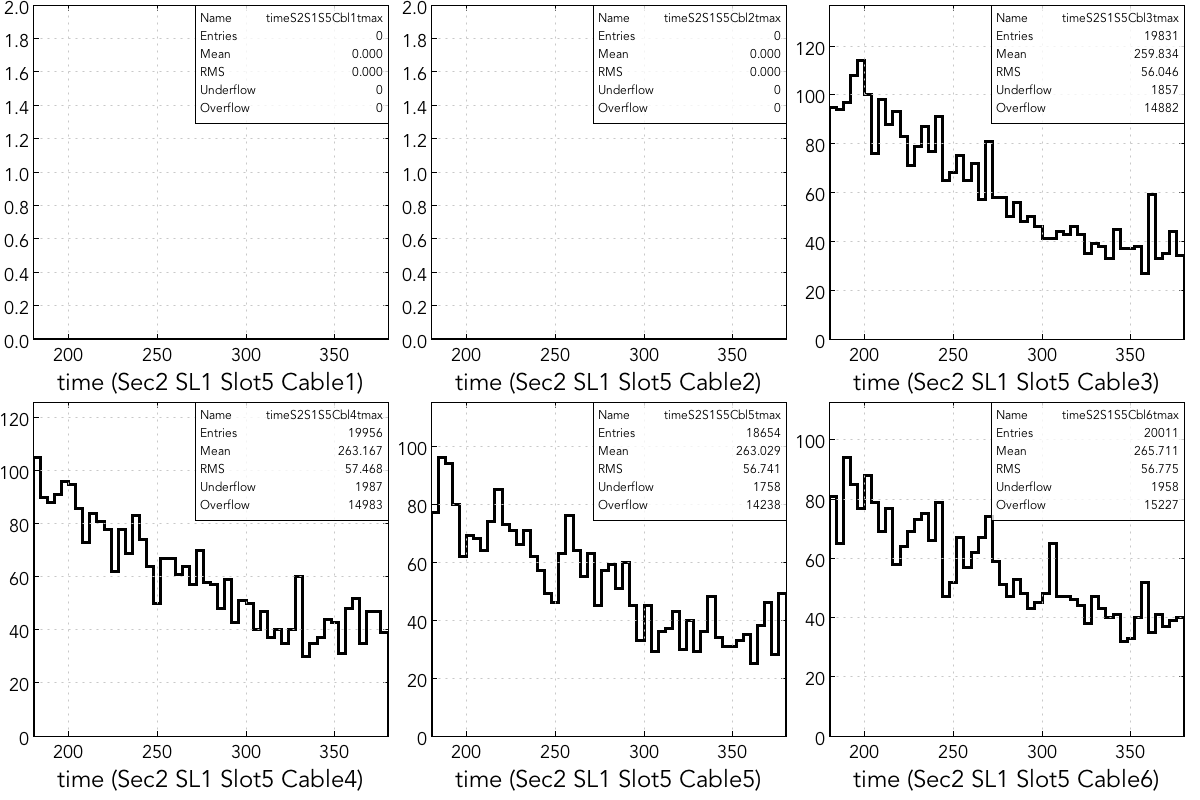 2.0
1.8
1.6
1.4
1.2
1.0
0.8
0.6
0.4
0.2
0.0
Name timeS2S1S5Cbl1tmax
Entries 0
Mean 0.000
RMS 0.000
Underflow 0
Overflow 0
200 250 300 350
time (Sec2 SL1 Slot5 Cable1)
2.0
1.8
1.6
1.4
1.2
1.0
0.8
0.6
0.4
0.2
0.0
Name timeS2S1S5Cbl2tmax
Entries 0
Mean 0.000
RMS 0.000
Underflow 0
Overflow 0
200 250 300 350
time (Sec2 SL1 Slot5 Cable2)
120
100
80
60
40
20
0
Name timeS2S1S5Cbl3tmax
Entries 19831
Mean 259.834
RMS 56.046
Underflow 1857
Overflow 14882
200 250 300 350
time (Sec2 SL1 Slot5 Cable3)
120
100
80
60
40
20
0
Name timeS2S1S5Cbl4tmax
Entries 19956
Mean 263.167
RMS 57.468
Underflow 1987
Overflow 14983
200 250 300 350
time (Sec2 SL1 Slot5 Cable4)
100
80
60
40
20
0
Name timeS2S1S5Cbl5tmax
Entries 18654
Mean 263.029
RMS 56.741
Underflow 1758
Overflow 14238
200 250 300 350
time (Sec2 SL1 Slot5 Cable5)
100
80
60
40
20
0
Name timeS2S1S5Cbl6tmax
Entries 20011
Mean 265.711
RMS 56.775
Underflow 1958
Overflow 15227
200 250 300 350
time (Sec2 SL1 Slot5 Cable6)